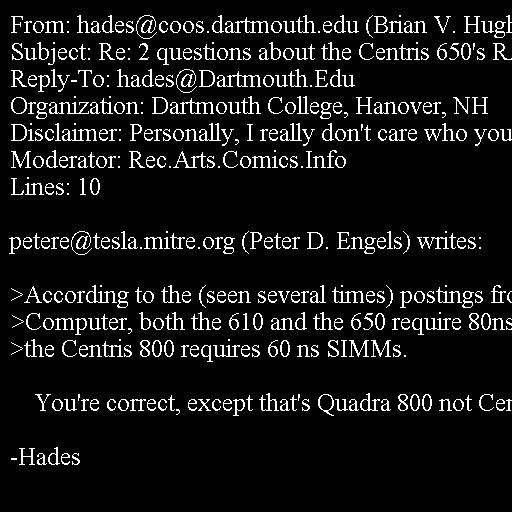 From: hades@coos.dartmouth.edu (Brian V. Hugh
Subject: Re: 2 questions about the Centris 650's R
Reply-To: hades@Dartmouth.Edu
Organization: Dartmouth College, Hanover, NH
Disclaimer: Personally, I really don't care who you
Moderator: Rec.Arts.Comics.Info
Lines: 10

petere@tesla.mitre.org (Peter D. Engels) writes:

>According to the (seen several times) postings fro
>Computer, both the 610 and the 650 require 80ns
>the Centris 800 requires 60 ns SIMMs.

You're correct, except that's Quadra 800 not Cen

-Hades